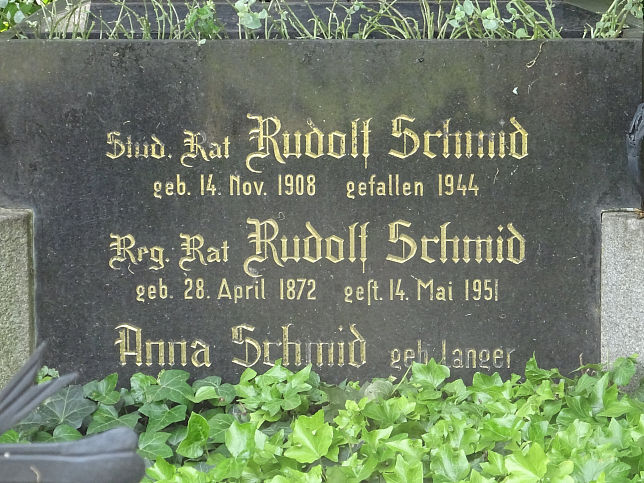 Stud. Rat Rudolf Schmid
geb. 14. Nov. 1908 gefallen 1944
Reg. Rat Rudolf Schmid
geb. 28. April 1872 gest. 14. Mai 1951
Anna Schmid geb. Langer